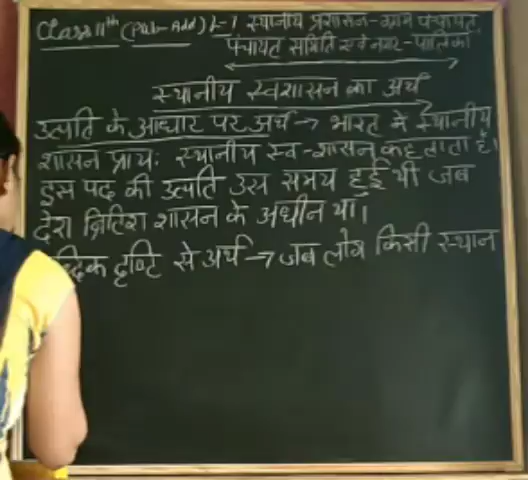 Class 11th (Pub-Add) L-1 स्थानीय प्रशासन-ग्राम पंचायत,
पंचायत समिति एवं नगर-पालिका
स्थानीय स्वशासन का अर्थ
उत्पति के आधार पर अर्थ → भारत में स्थानीय
शासन प्राय: स्थानीय स्व-शासन कहलाता है।
इस पद की उत्पति उस समय हुई थी जब
देश ब्रिटिश शासन के अधीन था।
ब्दिक दृष्टि से अर्थ → जब लोग किसी स्थान